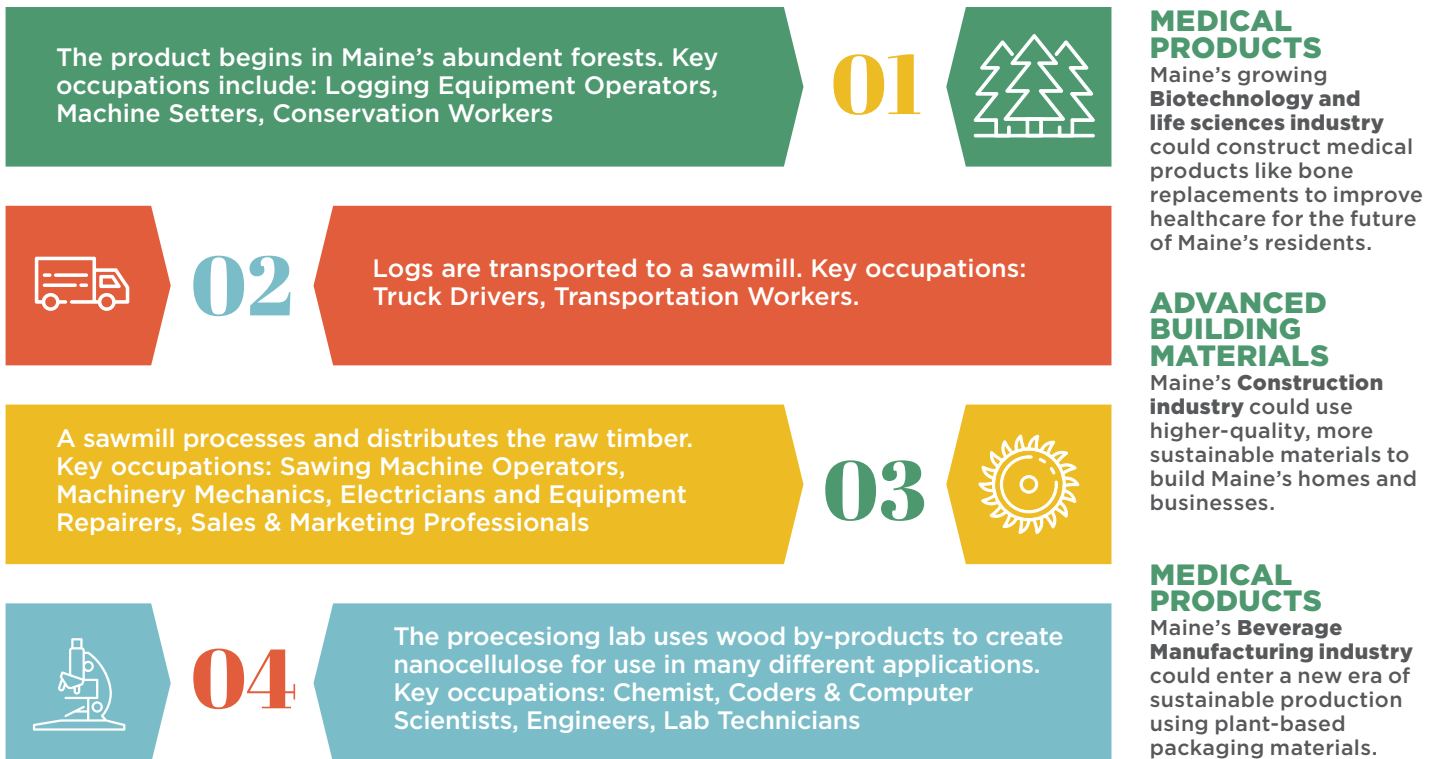 The product begins in Maine’s abundent forests. Key
occupations include: Logging Equipment Operators,
Machine Setters, Conservation Workers
01
02
Logs are transported to a sawmill. Key occupations:
Truck Drivers, Transportation Workers.
A sawmill processes and distributes the raw timber.
Key occupations: Sawing Machine Operators,
Machinery Mechanics, Electricians and Equipment
Repairers, Sales & Marketing Professionals
03
04
The proecesiong lab uses wood by-products to create
nanocellulose for use in many different applications.
Key occupations: Chemist, Coders & Computer
Scientists, Engineers, Lab Technicians
MEDICAL
PRODUCTS
Maine’s growing
Biotechnology and
life sciences industry
could construct medical
products like bone
replacements to improve
healthcare for the future
of Maine’s residents.
ADVANCED
BUILDING
MATERIALS
Maine’s Construction
industry could use
higher-quality, more
sustainable materials to
build Maine’s homes and
businesses.
MEDICAL
PRODUCTS
Maine’s Beverage
Manufacturing industry
could enter a new era of
sustainable production
using plant-based
packaging materials.